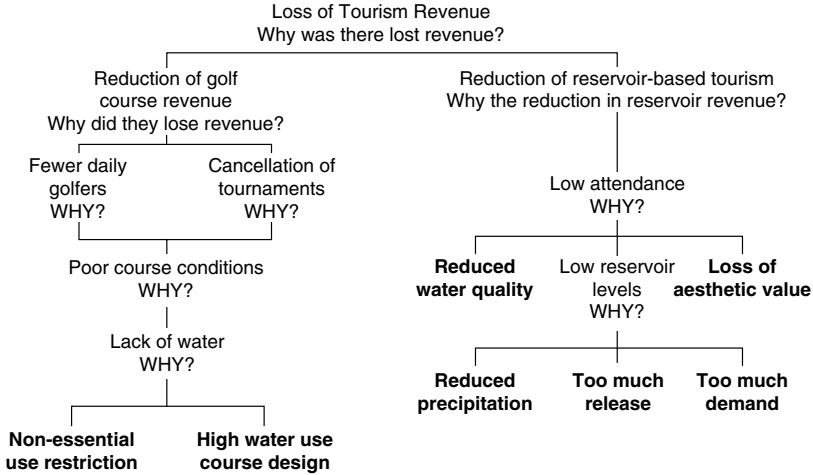 Loss of Tourism Revenue
Why was there lost revenue?
Reduction of golf
course revenue
Why did they lose revenue?
Reduction of reservoir-based tourism
Why the reduction in reservoir revenue?
Fewer daily
golfers
WHY?
Cancellation of
tournaments
WHY?
Low attendance
WHY?
Poor course conditions
WHY?
Reduced
water quality
Low reservoir
levels
WHY?
Loss of
aesthetic value
Lack of water
WHY?
Reduced
precipitation
Too much
release
Too much
demand
Non-essential
use restriction
High water use
course design